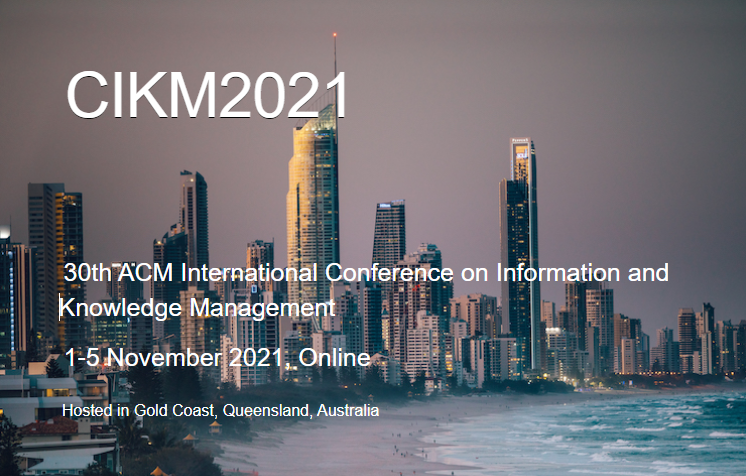 CIKM2021
30th ACM International Conference on Information and
Knowledge Management
1-5 November 2021  Online
Hosted in Gold Coast, Queensland, Australia